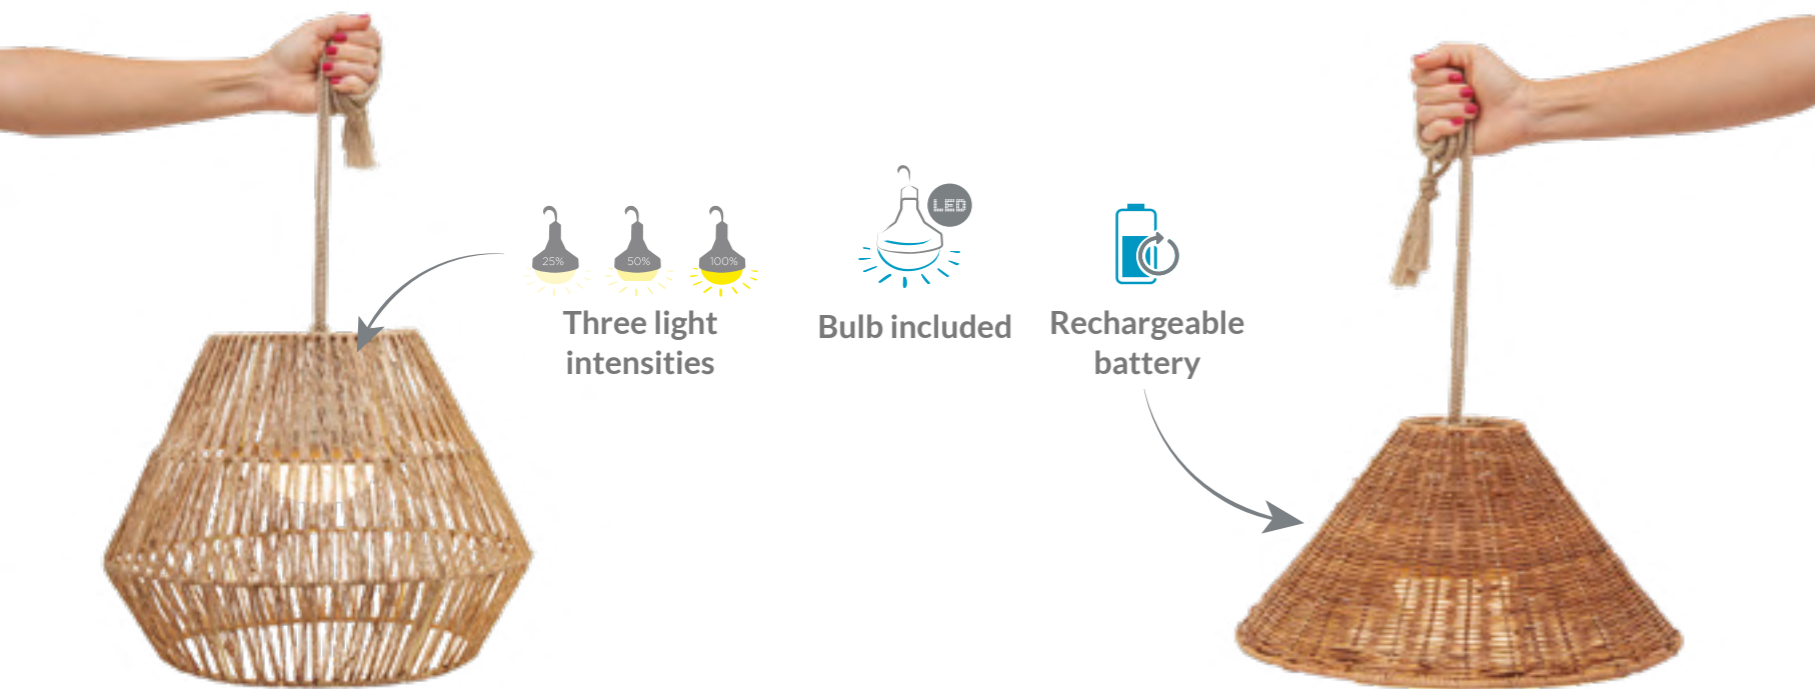 25%
50%
100%
Three light
intensities
LED
Bulb included
Rechargeable
battery